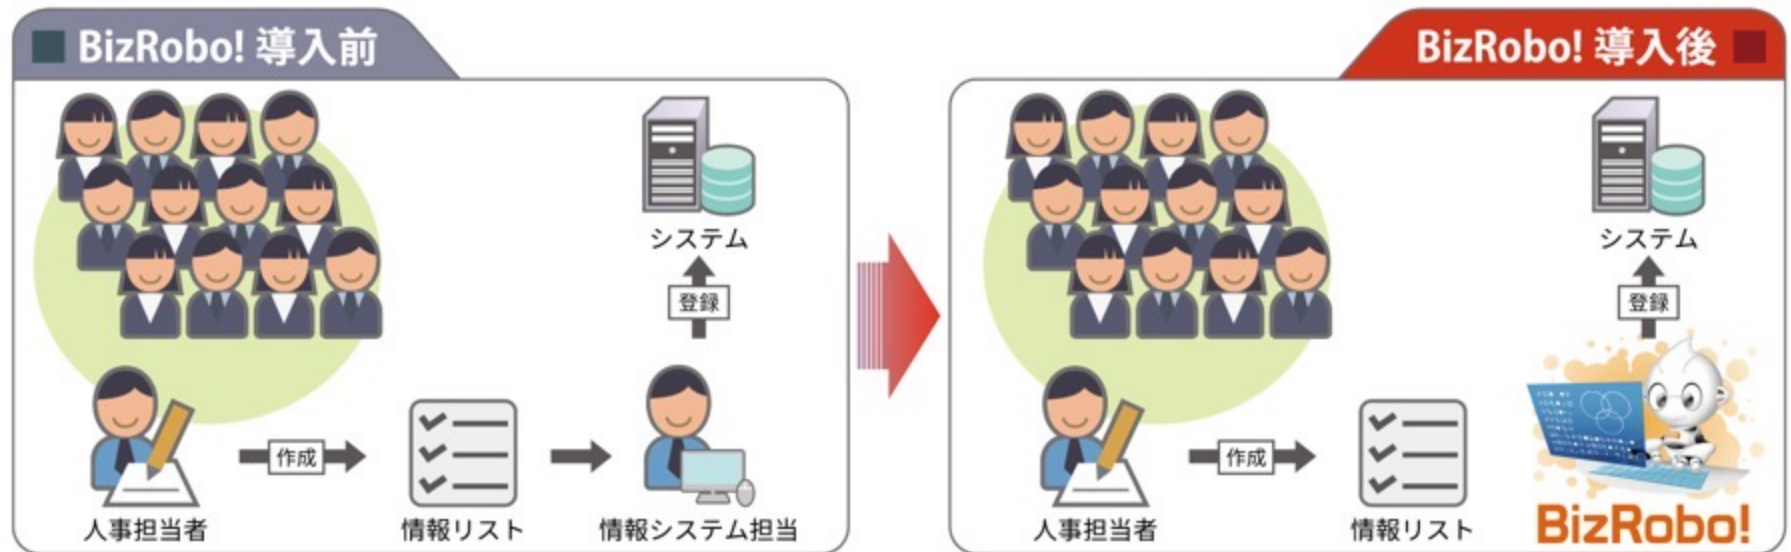 BizRobo! 導入前
システム
登録
作成
人事担当者
情報リスト
情報システム担当
BizRobo! 導入後
システム
登録
作成
人事担当者
情報リスト
BizRobo!